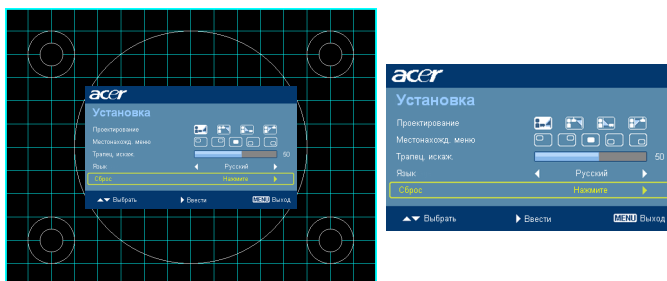 acer
Установка
Проектирование
Местонахожд. меню
Трапец. искаж. 50
Язык Русский
Сброс Нажмите
Выбрать Ввести MENU Выход
acer
Установка
Проектирование
Местонахожд. меню
Трапец. искаж. 50
Язык Русский
Сброс Нажмите
Выбрать Ввести MENU Выход